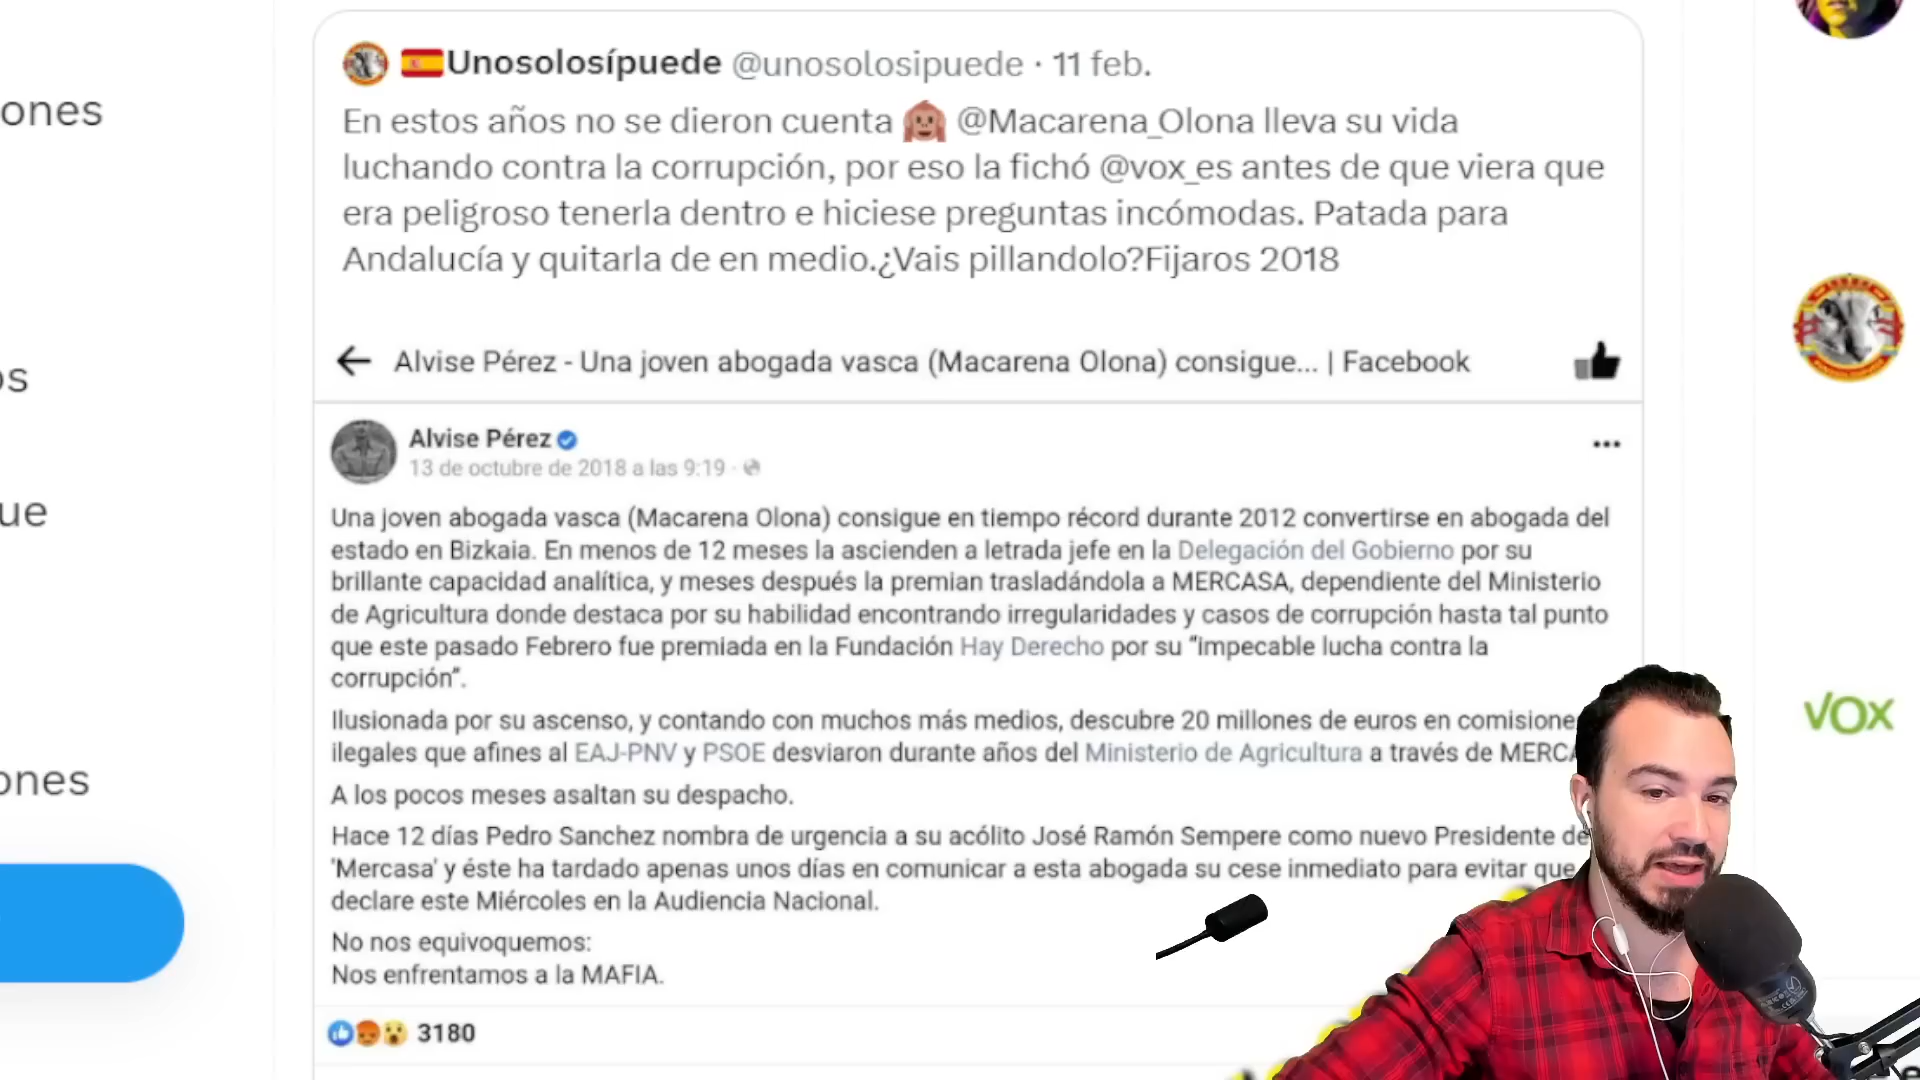 ones
os
ue
ones
Unosolosípuede @unosolosipuede · 11 feb.
En estos años no se dieron cuenta @Macarena_Olona lleva su vida
luchando contra la corrupción, por eso la fichó @vox_es antes de que viera que
era peligroso tenerla dentro e hiciese preguntas incómodas. Patada para
Andalucía y quitarla de en medio.¿Vais pillandolo?Fijaros 2018
Alvise Pérez - Una joven abogada vasca (Macarena Olona) consigue... | Facebook
Alvise Pérez
13 de octubre de 2018 a las 9:19 ·
Una joven abogada vasca (Macarena Olona) consigue en tiempo récord durante 2012 convertirse en abogada del
estado en Bizkaia. En menos de 12 meses la ascienden a letrada jefe en la Delegación del Gobierno por su
brillante capacidad analítica, y meses después la premian trasladándola a MERCASA, dependiente del Ministerio
de Agricultura donde destaca por su habilidad encontrando irregularidades y casos de corrupción hasta tal punto
que este pasado Febrero fue premiada en la Fundación Hay Derecho por su "impecable lucha contra la
corrupción".
Ilusionada por su ascenso, y contando con muchos más medios, descubre 20 millones de euros en comisione
ilegales que afines al EAJ-PNV y PSOE desviaron durante años del Ministerio de Agricultura a través de MERCA
A los pocos meses asaltan su despacho.
Hace 12 días Pedro Sanchez nombra de urgencia a su acólito José Ramón Sempere como nuevo Presidente de
'Mercasa' y éste ha tardado apenas unos días en comunicar a esta abogada su cese inmediato para evitar que
declare este Miércoles en la Audiencia Nacional.
No nos equivoquemos:
Nos enfrentamos a la MAFIA.
3180
VOX